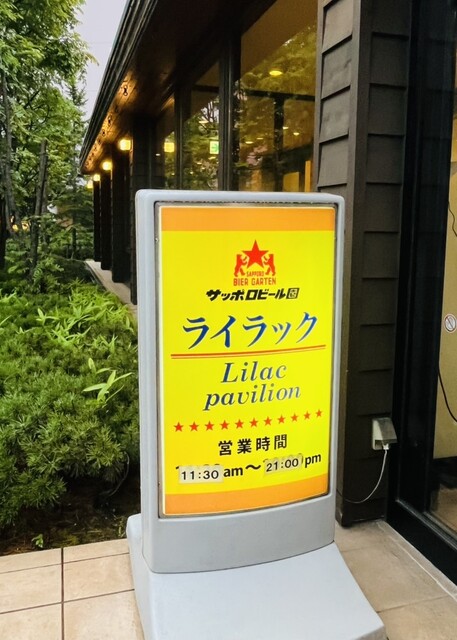 SAPPORO
BIER GARTEN
サッポロビール園
ライラック
Lilac
pavilion
営業時間
11:30 am～21:00 pm